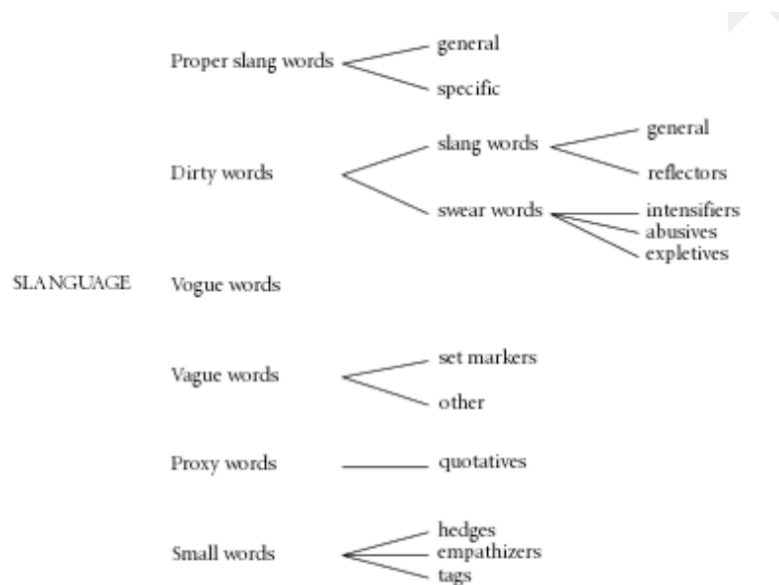 general
Proper slang words
specific
general
slang words
Dirty words
reflectors
swear words
intensifiers
abusives
expletives
SLANGUAGE
Vogue words
set markers
Vague words
other
Proxy words
quotatives
hedges
Small words
empathizers
tags